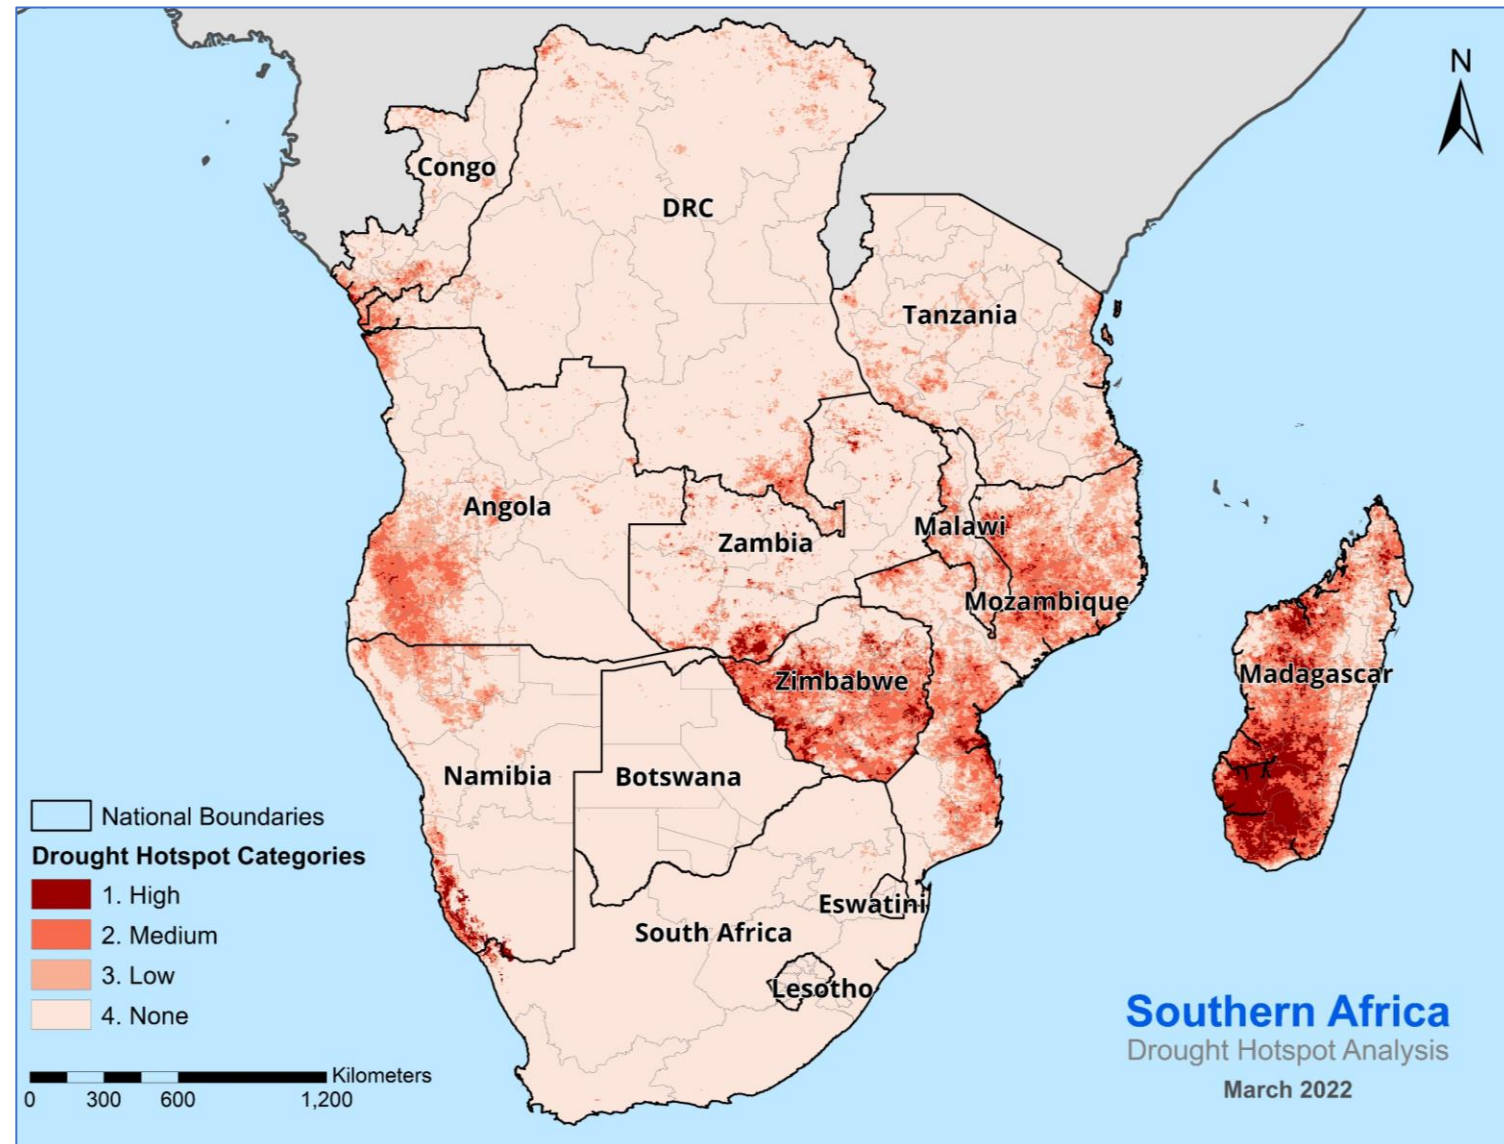 N
Congo
DRC
Tanzania
Angola
Zambia
Malawi
Mozambique
Madagascar
Zimbabwe
Namibia
Botswana
Eswatini
South Africa
Lesotho
National Boundaries
Drought Hotspot Categories
1. High
2. Medium
3. Low
4. None
Kilometers
0 300 600 1,200
Southern Africa
Drought Hotspot Analysis
March 2022